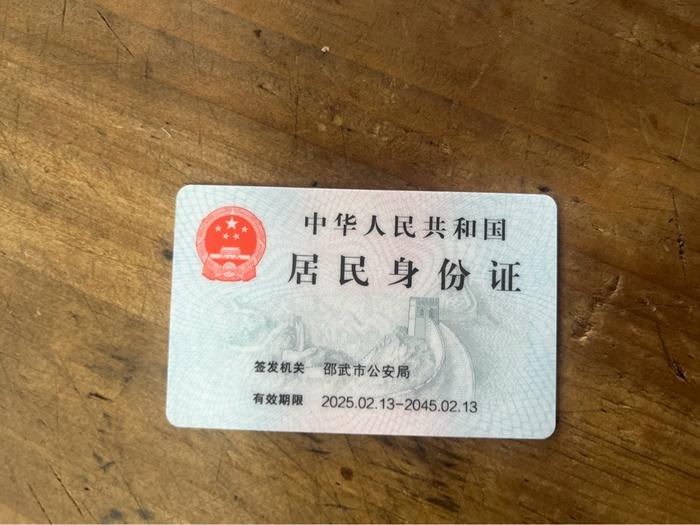 中华人民共和国
居民身份证
签发机关 邵武市公安局
有效期限 2025.02.13-2045.02.13